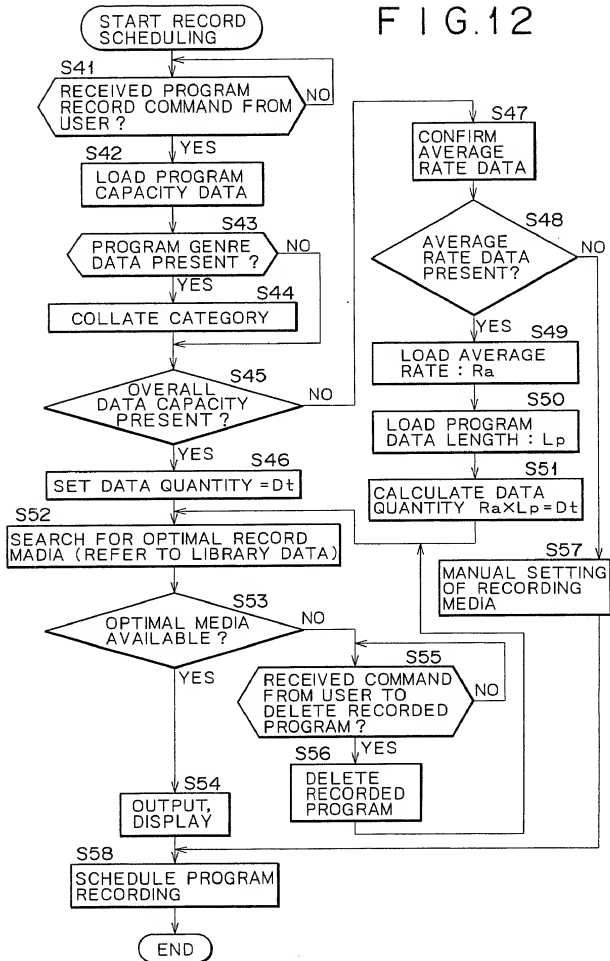 F I G.12
START RECORD
SCHEDULING
S41
RECEIVED PROGRAM
RECORD COMMAND FROM
USER ?
NO
YES
S42
LOAD PROGRAM
CAPACITY DATA
S43
PROGRAM GENRE
DATA PRESENT ?
NO
YES
S44
COLLATE CATEGORY
S45
OVERALL
DATA CAPACITY
PRESENT ?
NO
YES
S46
SET DATA QUANTITY =Dt
S47
CONFIRM
AVERAGE
RATE DATA
S48
AVERAGE
RATE DATA
PRESENT?
NO
YES
S49
LOAD AVERAGE
RATE : Ra
S50
LOAD PROGRAM
DATA LENGTH : Lp
S51
CALCULATE DATA
QUANTITY Ra×Lp=Dt
S52
SEARCH FOR OPTIMAL RECORD
MADIA (REFER TO LIBRARY DATA)
S57
MANUAL SETTING
OF RECORDING
MEDIA
S53
OPTIMAL MEDIA
AVAILABLE ?
NO
YES
S55
RECEIVED COMMAND
FROM USER TO
DELETE RECORDED
PROGRAM ?
NO
YES
S56
DELETE
RECORDED
PROGRAM
S54
OUTPUT,
DISPLAY
S58
SCHEDULE PROGRAM
RECORDING
END